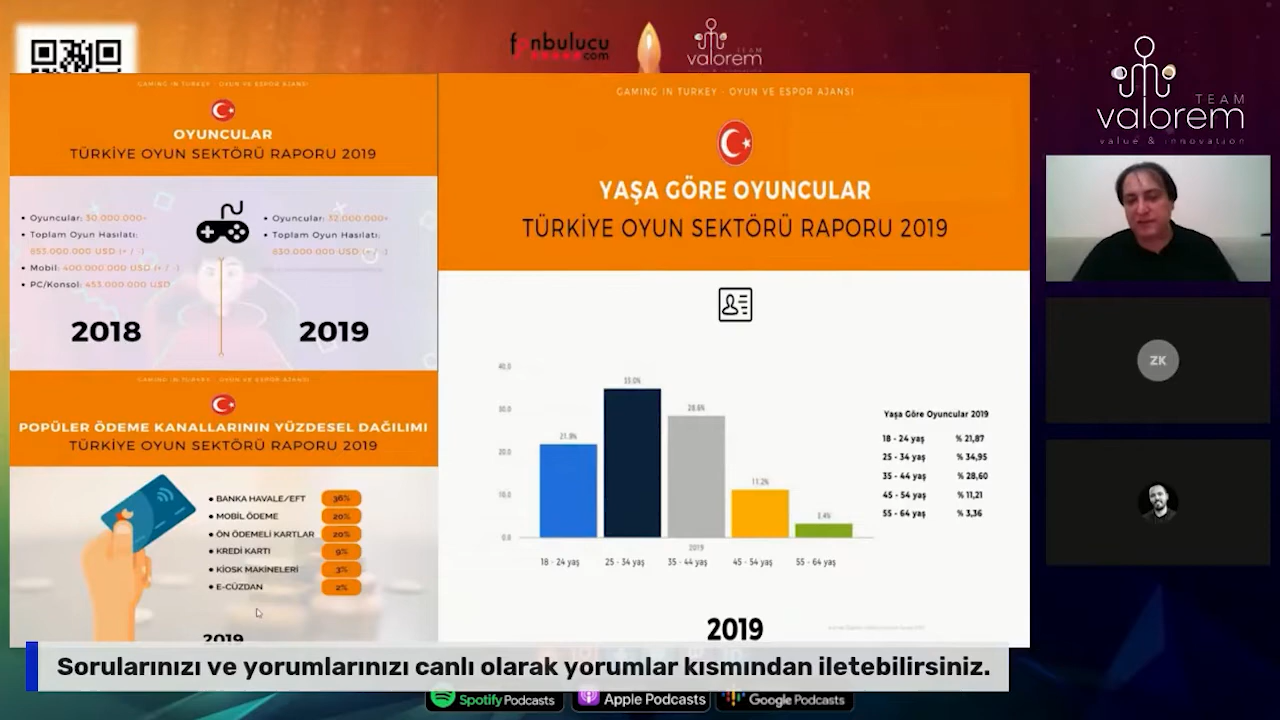 fonbulucu
.com
TEAM
valorem
GAMING IN TURKEY - OYUN VE ESPOR AJANSI
OYUNCULAR
TÜRKİYE OYUN SEKTÖRÜ RAPORU 2019
• Oyuncular: 30.000.000+
• Toplam Oyun Hasılatı:
853.000.000 USD (+ / -)
• Mobil: 400.000.000 USD (+ / -)
• PC/Konsol: 453.000.000 USD
2018
• Oyuncular: 32.000.000+
• Toplam Oyun Hasılatı:
830.000.000 USD (+ / -)
2019
GAMING IN TURKEY - OYUN VE ESPOR AJANSI
POPÜLER ÖDEME KANALLARININ YÜZDESEL DAĞILIMI
TÜRKİYE OYUN SEKTÖRÜ RAPORU 2019
• BANKA HAVALE/EFT 36%
• MOBİL ÖDEME 20%
• ÖN ÖDEMELİ KARTLAR 20%
• KREDİ KARTI 9%
• KİOSK MAKİNELERİ 3%
• E-CÜZDAN 2%
2019
GAMING IN TURKEY - OYUN VE ESPOR AJANSI
YAŞA GÖRE OYUNCULAR
TÜRKİYE OYUN SEKTÖRÜ RAPORU 2019
40.0
30.0
20.0
10.0
0.0
21.9%
28.6%
11.2%
3.4%
2019
18 - 24 yaş
25 - 34 yaş
35 - 44 yaş
45 - 54 yaş
55 - 64 yaş
Yaşa Göre Oyuncular 2019
18 - 24 yaş % 21,87
25 - 34 yaş % 34,95
35 - 44 yaş % 28,60
45 - 54 yaş % 11,21
55 - 64 yaş % 3,36
2019
TEAM
valorem
value & innovation
ZK
Sorularınızı ve yorumlarınızı canlı olarak yorumlar kısmından iletebilirsiniz.
Spotify Podcasts
Apple Podcasts
Google Podcasts